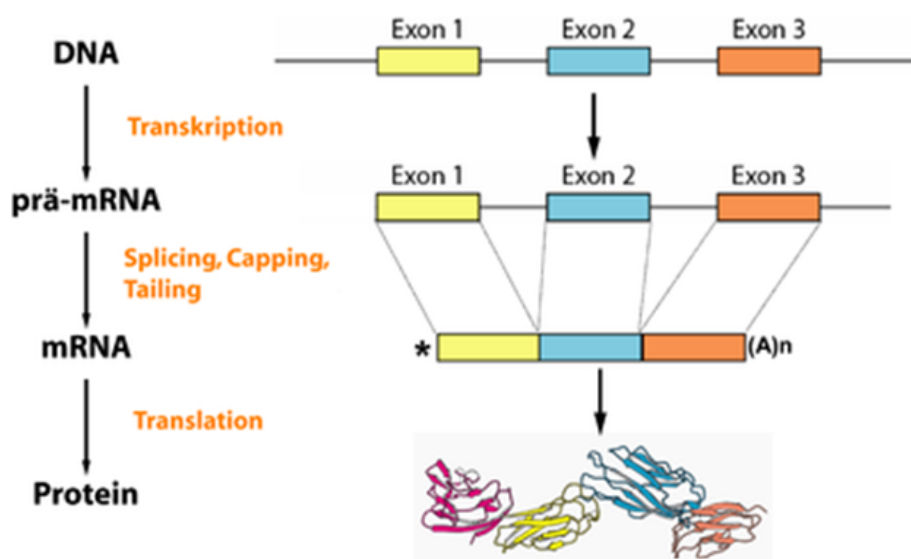 DNA
Exon 1 Exon 2 Exon 3
Transkription
prä-mRNA
Exon 1 Exon 2 Exon 3
Splicing, Capping,
Tailing
mRNA
* (A)n
Translation
Protein